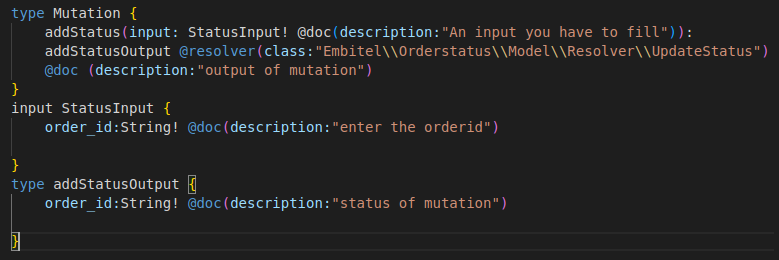 type Mutation {
addStatus(input: StatusInput! @doc(description:"An input you have to fill")):
addStatusOutput @resolver(class:"Embitel\\Orderstatus\\Model\\Resolver\\UpdateStatus")
@doc (description:"output of mutation")
}
input StatusInput {
order_id:String! @doc(description:"enter the orderid")
}
type addStatusOutput {
order_id:String! @doc(description:"status of mutation")
}